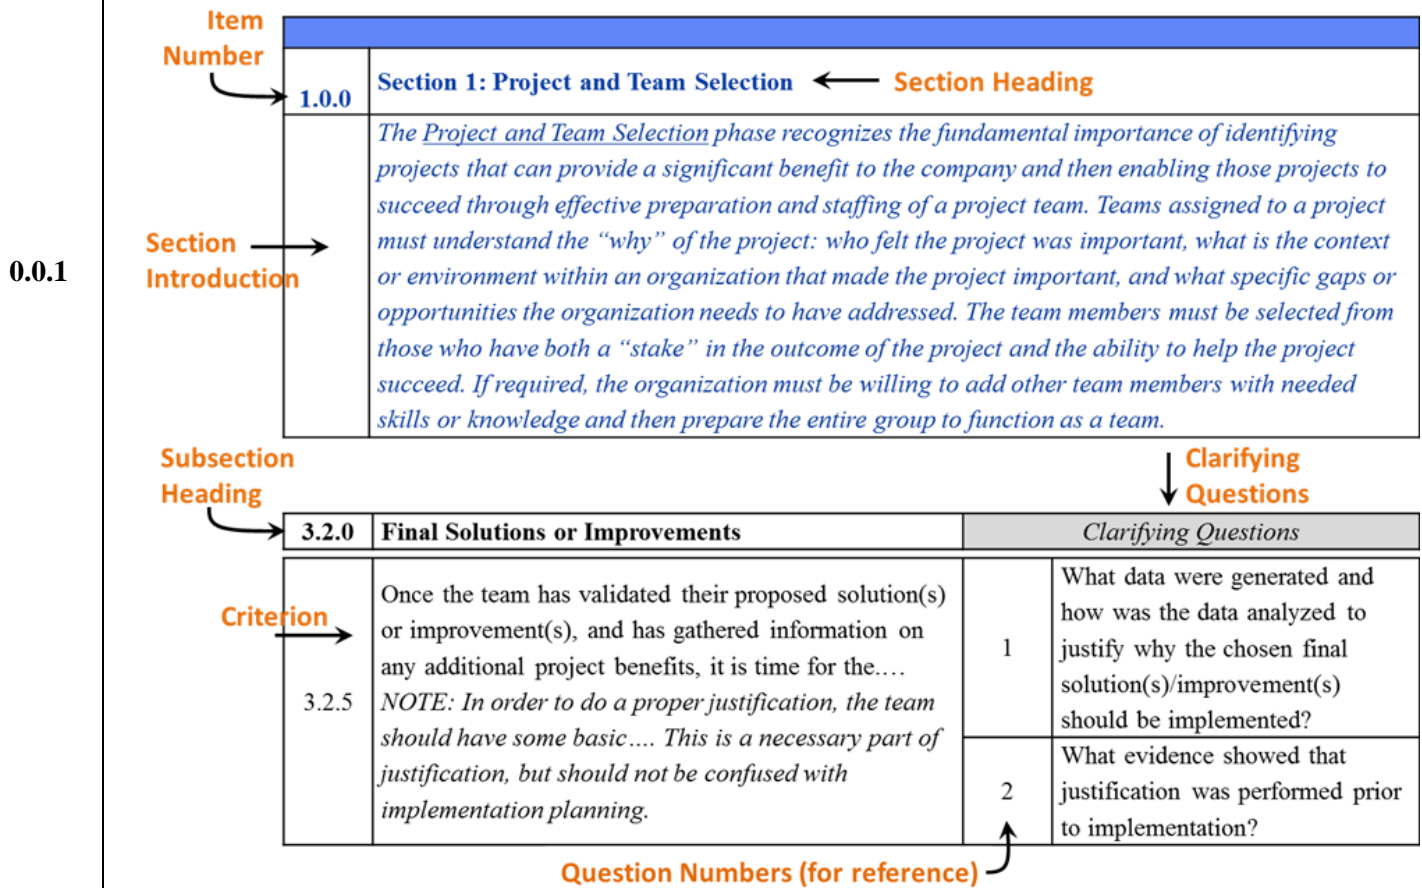 Item
Number
1.0.0
Section 1: Project and Team Selection
Section Heading
The Project and Team Selection phase recognizes the fundamental importance of identifying
projects that can provide a significant benefit to the company and then enabling those projects to
succeed through effective preparation and staffing of a project team. Teams assigned to a project
must understand the “why” of the project: who felt the project was important, what is the context
or environment within an organization that made the project important, and what specific gaps or
opportunities the organization needs to have addressed. The team members must be selected from
those who have both a “stake” in the outcome of the project and the ability to help the project
succeed. If required, the organization must be willing to add other team members with needed
skills or knowledge and then prepare the entire group to function as a team.
Section
Introduction
0.0.1
Subsection
Heading
Clarifying
Questions
3.2.0 Final Solutions or Improvements
Clarifying Questions
Criterion
3.2.5
Once the team has validated their proposed solution(s)
or improvement(s), and has gathered information on
any additional project benefits, it is time for the....
NOTE: In order to do a proper justification, the team
should have some basic.... This is a necessary part of
justification, but should not be confused with
implementation planning.
1
What data were generated and
how was the data analyzed to
justify why the chosen final
solution(s)/improvement(s)
should be implemented?
2
What evidence showed that
justification was performed prior
to implementation?
Question Numbers (for reference)